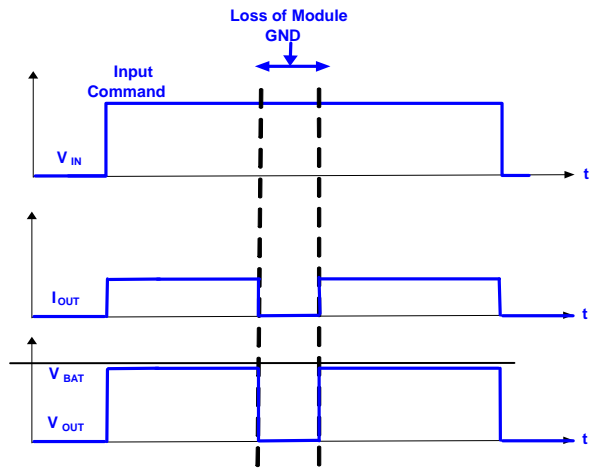 Loss of Module
GND
Input
Command
V IN
t
I OUT
t
V BAT
V OUT
t